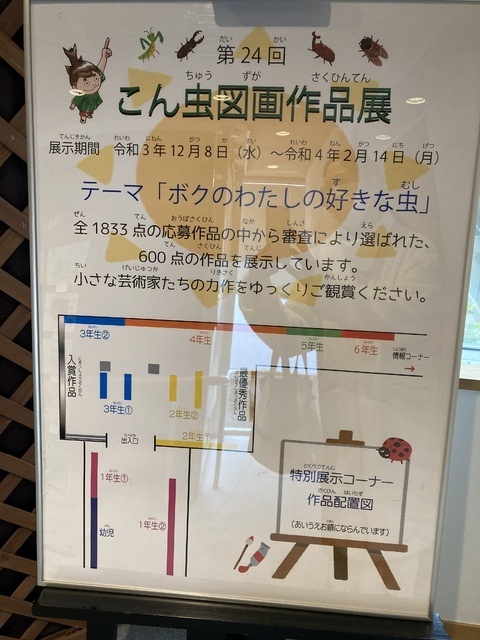 第24回
こん虫図画作品展
展示期間 令和3年12月8日（水）～令和4年2月14日（月）
テーマ「ボクのわたしの好きな虫」
全1833点の応募作品の中から審査により選ばれた、
600点の作品を展示しています。
小さな芸術家たちの力作をゆっくりご観賞ください。
3年生②
4年生
5年生
6年生
情報コーナー
→
入賞作品
3年生①
2年生②
最優秀作品
出入口
2年生①
1年生①
幼児
1年生②
特別展示コーナー
作品配置図
（あいうえお順にならんでいます）